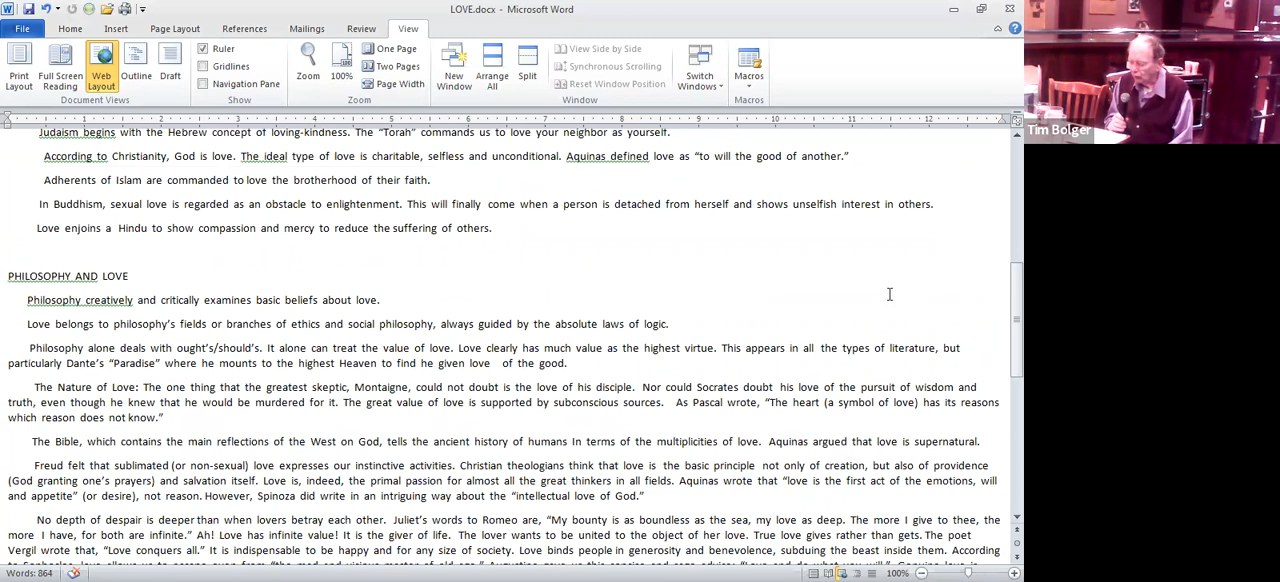 LOVE.docx - Microsoft Word
File Home Insert Page Layout References Mailings Review View
Print Layout
Full Screen Reading
Web Layout
Outline
Draft
Document Views
Ruler
Gridlines
Navigation Pane
Show
Zoom
100%
One Page
Two Pages
Page Width
Zoom
New Window
Arrange All
Split
View Side by Side
Synchronous Scrolling
Reset Window Position
Window
Switch Windows
Macros
Macros
Tim Bolger
1 2 3 4 5 6 7 8 9 10 11 12
Judaism begins with the Hebrew concept of loving-kindness. The “Torah” commands us to love your neighbor as yourself.
According to Christianity, God is love. The ideal type of love is charitable, selfless and unconditional. Aquinas defined love as “to will the good of another.”
Adherents of Islam are commanded to love the brotherhood of their faith.
In Buddhism, sexual love is regarded as an obstacle to enlightenment. This will finally come when a person is detached from herself and shows unselfish interest in others.
Love enjoins a Hindu to show compassion and mercy to reduce the suffering of others.
PHILOSOPHY AND LOVE
Philosophy creatively and critically examines basic beliefs about love.
Love belongs to philosophy’s fields or branches of ethics and social philosophy, always guided by the absolute laws of logic.
Philosophy alone deals with ought’s/should’s. It alone can treat the value of love. Love clearly has much value as the highest virtue. This appears in all the types of literature, but
particularly Dante’s “Paradise” where he mounts to the highest Heaven to find he given love of the good.
The Nature of Love: The one thing that the greatest skeptic, Montaigne, could not doubt is the love of his disciple. Nor could Socrates doubt his love of the pursuit of wisdom and
truth, even though he knew that he would be murdered for it. The great value of love is supported by subconscious sources. As Pascal wrote, “The heart (a symbol of love) has its reasons
which reason does not know.”
The Bible, which contains the main reflections of the West on God, tells the ancient history of humans In terms of the multiplicities of love. Aquinas argued that love is supernatural.
Freud felt that sublimated (or non-sexual) love expresses our instinctive activities. Christian theologians think that love is the basic principle not only of creation, but also of providence
(God granting one’s prayers) and salvation itself. Love is, indeed, the primal passion for almost all the great thinkers in all fields. Aquinas wrote that “love is the first act of the emotions, will
and appetite” (or desire), not reason. However, Spinoza did write in an intriguing way about the “intellectual love of God.”
No depth of despair is deeper than when lovers betray each other. Juliet’s words to Romeo are, “My bounty is as boundless as the sea, my love as deep. The more I give to thee, the
more I have, for both are infinite.” Ah! Love has infinite value! It is the giver of life. The lover wants to be united to the object of her love. True love gives rather than gets. The poet
Vergil wrote that, “Love conquers all.” It is indispensable to be happy and for any size of society. Love binds people in generosity and benevolence, subduing the beast inside them. According
Words: 864
100%